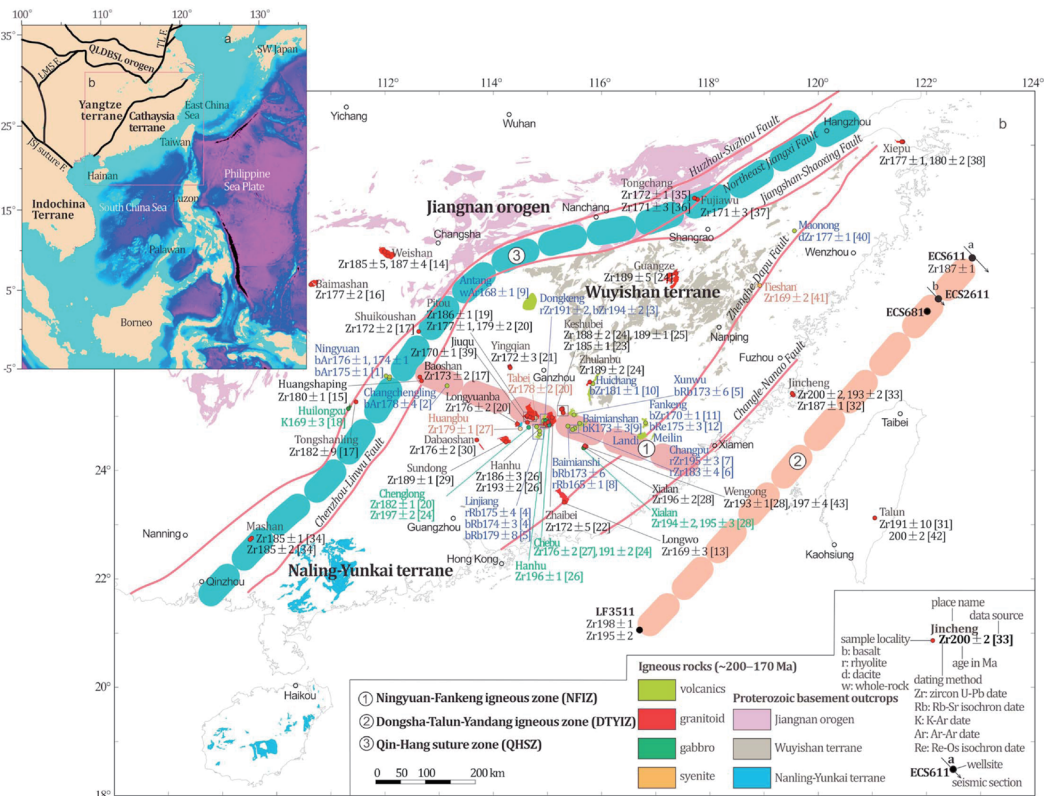 100°
110°
120°
130°
35°
25°
15°
5°
-5°
a
TL F.
SW Japan
QLDBSL orogen
LMS F.
b
Yangtze
terrane
Cathaysia
terrane
East China
Sea
Taiwan
JSJ suture F.
Hainan
Philippine
Sea Plate
Indochina
Terrane
South China Sea
Luzon
Palawan
Borneo
112°
114°
116°
118°
120°
122°
124°
b
Yichang
Wuhan
Huzhou-Suzhou Fault
Northeast Jiangxi Fault
Jiangshan-Shaoxing Fault
Hangzhou
Xiepu
Zr177±1, 180±2 [38]
Tongchang
Zr172±1 [35]
Zr171±3 [36]
Fujiawu
Zr171±3 [37]
Jiangnan orogen
Nanchang
Changsha
Shangrao
Maonong
dZr 177±1 [40]
Wenzhou
a
ECS611
Zr187±1
b
ECS2611
ECS681
Weishan
Zr185±5, 187±4 [14]
③
Guangze
Zr189±5 [24]
Wuyishan terrane
Zhenghe-Dapu Fault
Tieshan
Zr169±2 [41]
Baimashan
Zr177±2 [16]
Antang
wAr168±1 [9]
Dongkeng
rZr191±2, bZr194±2 [3]
Pitou
Zr186±1 [19]
Zr177±1, 179±2 [20]
Shuikoushan
Zr172±2 [17]
Keshubei
Zr188±2 [24], 189±1 [25]
Zr185±1 [23]
Nanping
Jiuqu
Zr170±1 [39]
Yingqian
Zr172±3 [21]
Zhulanbu
Zr189±2 [24]
Fuzhou
Ningyuan
bAr176±1, 174±1
bAr175±1 [1]
Baoshan
Zr173±2 [17]
Tabei
Zr178±2 [20]
Ganzhou
Huichang
bZr181±1 [10]
Xunwu
bRb173±6 [5]
Changle-Nanao Fault
Jincheng
Zr200±2, 193±2 [33]
Zr187±1 [32]
Huangshaping
Zr180±1 [15]
Changchengling
bAr178±4 [2]
Longyuanba
Zr176±2 [20]
Fankeng
bZr170±1 [11]
bRe175±3 [12]
Taibei
Huilongxu
K169±3 [18]
Huangbu
Zr179±1 [27]
Baimianshan
bK173±3[9]
Landi
Meilin
Xiamen
Tongshanling
Zr182±9 [17]
Dabaoshan
Zr176±2 [30]
①
Changpu
rZr195±3 [7]
rZr183±4 [6]
②
Sundong
Zr189±1 [29]
Hanhu
Zr186±3 [26]
Zr193±2 [26]
Baimianshi
bRb173±6
rRb165±1 [8]
Xialan
Zr196±2 [28]
Wengong
Zr193±1[28], 197±4 [43]
24°
Chenzhou-Linwu Fault
Chenglong
Zr182±1 [20]
Zr197±2 [24]
Linjiang
rRb175±4 [4]
bRb174±3 [4]
bRb179±8 [5]
Xialan
Zr194±2, 195±3 [28]
Talun
Zr191±10 [31]
200±2 [42]
Guangzhou
Zhaibei
Zr172±5 [22]
Nanning
Mashan
Zr185±1 [34]
Zr185±2 [34]
Chebu
Zr176±2 [27], 191±2 [24]
Longwo
Zr169±3 [13]
Kaohsiung
Hong Kong
Hanhu
Zr196±1 [26]
Naling-Yunkai terrane
Qinzhou
22°
LF3511
Zr198±1
Zr195±2
20°
Haikou
18°
① Ningyuan-Fankeng igneous zone (NFIZ)
② Dongsha-Talun-Yandang igneous zone (DTYIZ)
③ Qin-Hang suture zone (QHSZ)
0 50 100 200 km
Igneous rocks (~200–170 Ma)
volcanics
granitoid
gabbro
syenite
Proterozoic basement outcrops
Jiangnan orogen
Wuyishan terrane
Nanling-Yunkai terrane
place name
data source
Jincheng
Zr200±2 [33]
sample locality
b: basalt
r: rhyolite
d: dacite
w: whole-rock
age in Ma
dating method
Zr: zircon U-Pb date
Rb: Rb-Sr isochron date
K: K-Ar date
Ar: Ar-Ar date
Re: Re-Os isochron date
a
wellsite
ECS611
seismic section